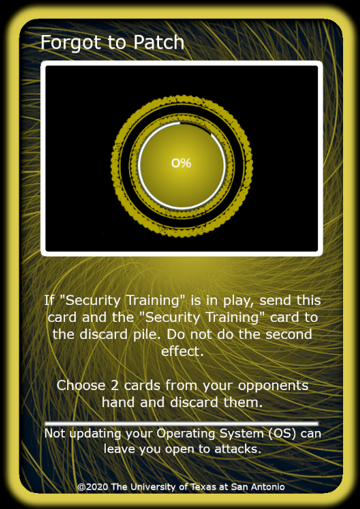 Forgot to Patch
0%
If "Security Training" is in play, send this
card and the "Security Training" card to
the discard pile. Do not do the second
effect.
Choose 2 cards from your opponents
hand and discard them.
Not updating your Operating System (OS) can
leave you open to attacks.
©2020 The University of Texas at San Antonio